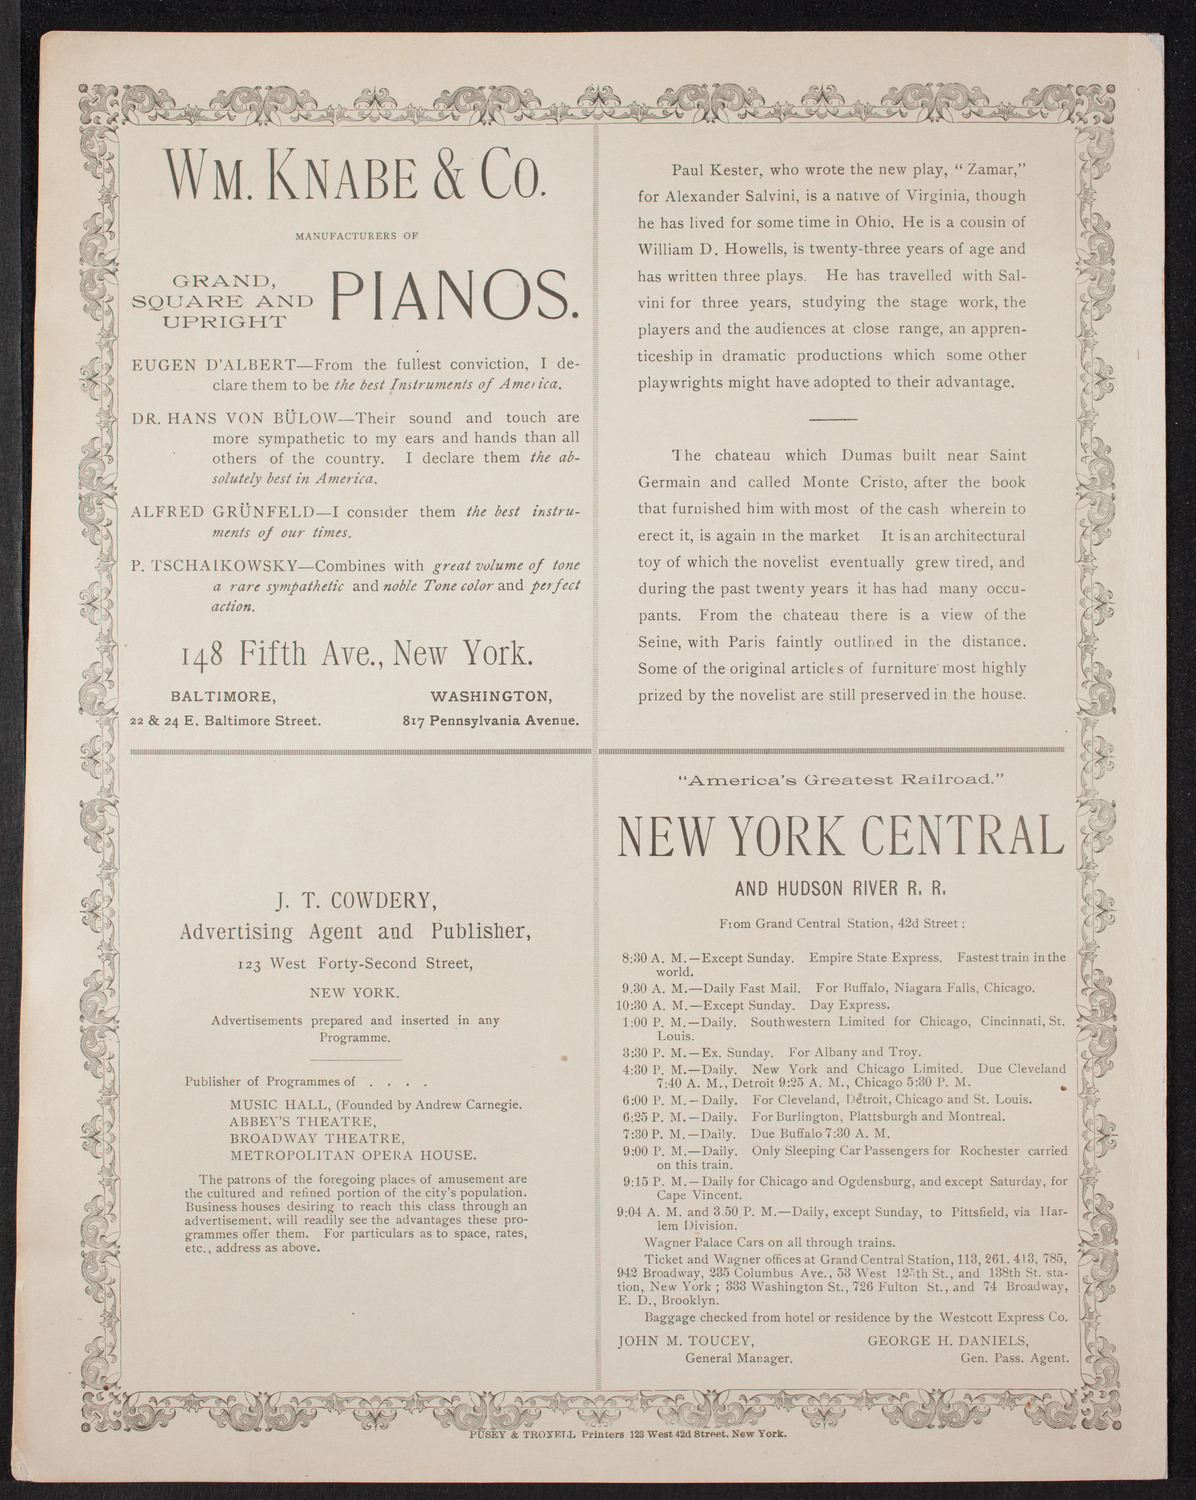 WM. KNABE & CO.
MANUFACTURERS OF
GRAND,
SQUARE AND
UPRIGHT
PIANOS.
EUGEN D'ALBERT—From the fullest conviction, I de-
clare them to be the best Instruments of America.
DR. HANS VON BÜLOW—Their sound and touch are
more sympathetic to my ears and hands than all
others of the country. I declare them the ab-
solutely best in America.
ALFRED GRÜNFELD—I consider them the best instru-
ments of our times.
P. TSCHAIKOWSKY—Combines with great volume of tone
a rare sympathetic and noble Tone color and perfect
action.
148 Fifth Ave., New York.
BALTIMORE,
22 & 24 E. Baltimore Street.
WASHINGTON,
817 Pennsylvania Avenue.
Paul Kester, who wrote the new play, “ Zamar,”
for Alexander Salvini, is a native of Virginia, though
he has lived for some time in Ohio. He is a cousin of
William D. Howells, is twenty-three years of age and
has written three plays. He has travelled with Sal-
vini for three years, studying the stage work, the
players and the audiences at close range, an appren-
ticeship in dramatic productions which some other
playwrights might have adopted to their advantage.
The chateau which Dumas built near Saint
Germain and called Monte Cristo, after the book
that furnished him with most of the cash wherein to
erect it, is again in the market It is an architectural
toy of which the novelist eventually grew tired, and
during the past twenty years it has had many occu-
pants. From the chateau there is a view of the
Seine, with Paris faintly outlined in the distance.
Some of the original articles of furniture most highly
prized by the novelist are still preserved in the house.
J. T. COWDERY,
Advertising Agent and Publisher,
123 West Forty-Second Street,
NEW YORK.
Advertisements prepared and inserted in any
Programme.
Publisher of Programmes of . . . .
MUSIC HALL, (Founded by Andrew Carnegie.
ABBEY'S THEATRE,
BROADWAY THEATRE,
METROPOLITAN OPERA HOUSE.
The patrons of the foregoing places of amusement are
the cultured and refined portion of the city's population.
Business houses desiring to reach this class through an
advertisement, will readily see the advantages these pro-
grammes offer them. For particulars as to space, rates,
etc., address as above.
“America's Greatest Railroad.”
NEW YORK CENTRAL
AND HUDSON RIVER R. R.
From Grand Central Station, 42d Street :
8:30 A. M.—Except Sunday. Empire State Express. Fastest train in the
world.
9.30 A. M.—Daily Fast Mail. For Buffalo, Niagara Falls, Chicago.
10:30 A. M.—Except Sunday. Day Express.
1:00 P. M.—Daily. Southwestern Limited for Chicago, Cincinnati, St.
Louis.
3:30 P. M.—Ex. Sunday. For Albany and Troy.
4:30 P. M.—Daily. New York and Chicago Limited. Due Cleveland
7:40 A. M., Detroit 9:25 A. M., Chicago 5:30 P. M.
6:00 P. M.—Daily. For Cleveland, Detroit, Chicago and St. Louis.
6:25 P. M.—Daily. For Burlington, Plattsburgh and Montreal.
7:30 P. M.—Daily. Due Buffalo 7:30 A. M.
9:00 P. M.—Daily. Only Sleeping Car Passengers for Rochester carried
on this train.
9:15 P. M.—Daily for Chicago and Ogdensburg, and except Saturday, for
Cape Vincent.
9:04 A. M. and 3.50 P. M.—Daily, except Sunday, to Pittsfield, via Har-
lem Division.
Wagner Palace Cars on all through trains.
Ticket and Wagner offices at Grand Central Station, 113, 261. 413, 785,
942 Broadway, 235 Columbus Ave., 53 West 125th St., and 138th St. sta-
tion, New York ; 333 Washington St., 726 Fulton St., and 74 Broadway,
E. D., Brooklyn.
Baggage checked from hotel or residence by the Westcott Express Co.
JOHN M. TOUCEY,
General Manager.
GEORGE H. DANIELS,
Gen. Pass. Agent.
PUSEY & TROXELL Printers 123 West 42d Street. New York.